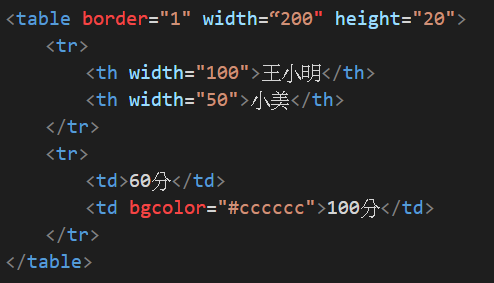 <table border="1" width=“200" height="20">
<tr>
<th width="100">王小明</th>
<th width="50">小美</th>
</tr>
<tr>
<td>60分</td>
<td bgcolor="#cccccc">100分</td>
</tr>
</table>